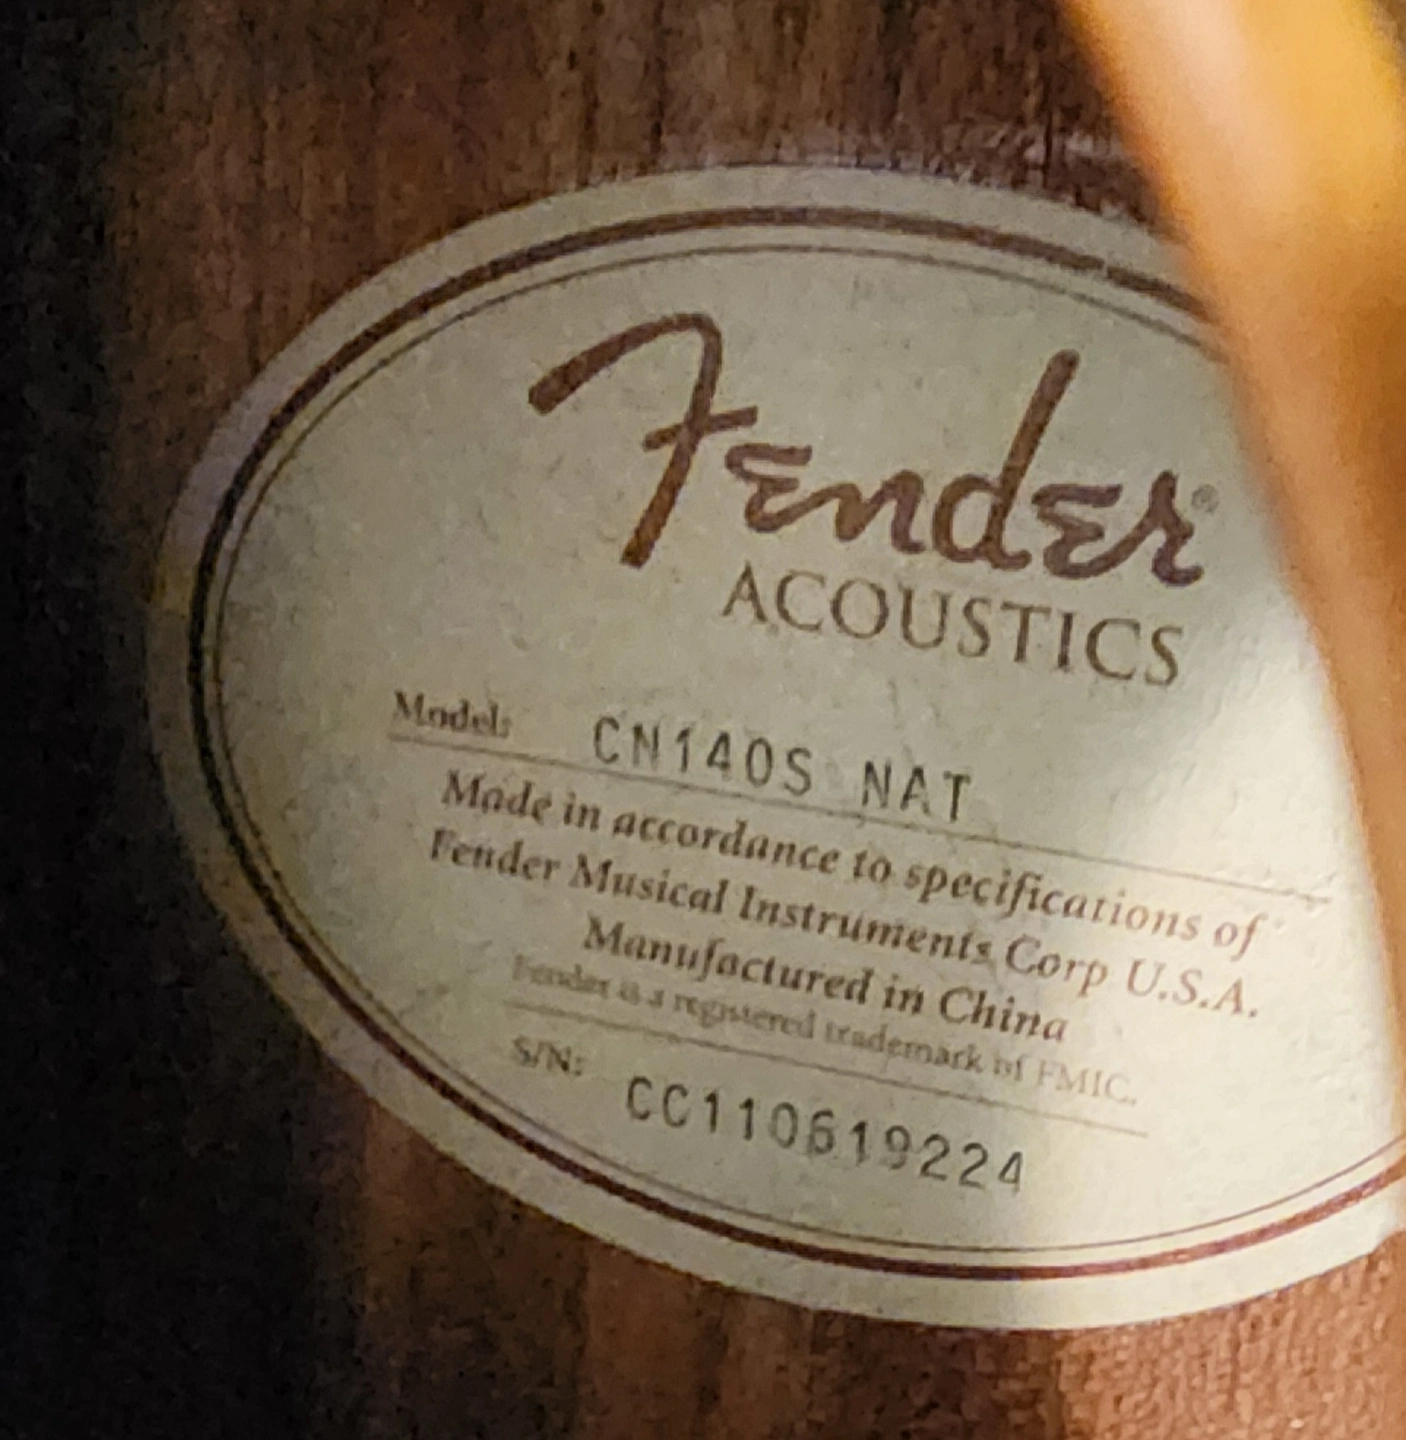 Fender®
ACOUSTICS
Model: CN140S NAT
Made in accordance to specifications of
Fender Musical Instruments Corp U.S.A.
Manufactured in China
Fender is a registered trademark of FMIC.
S/N: CC110619224